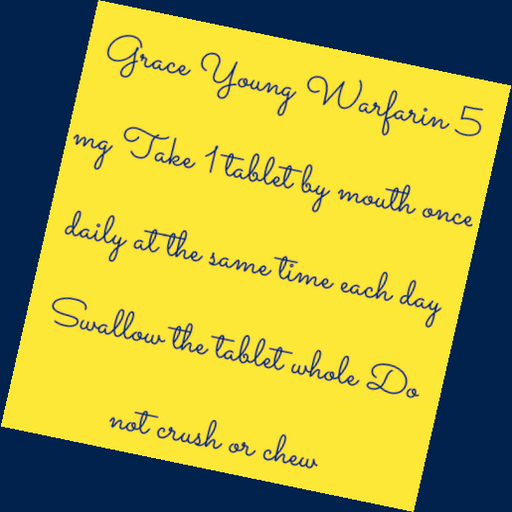 Grace Young Warfarin 5
mg Take 1 tablet by mouth once
daily at the same time each day
Swallow the tablet whole Do
not crush or chew